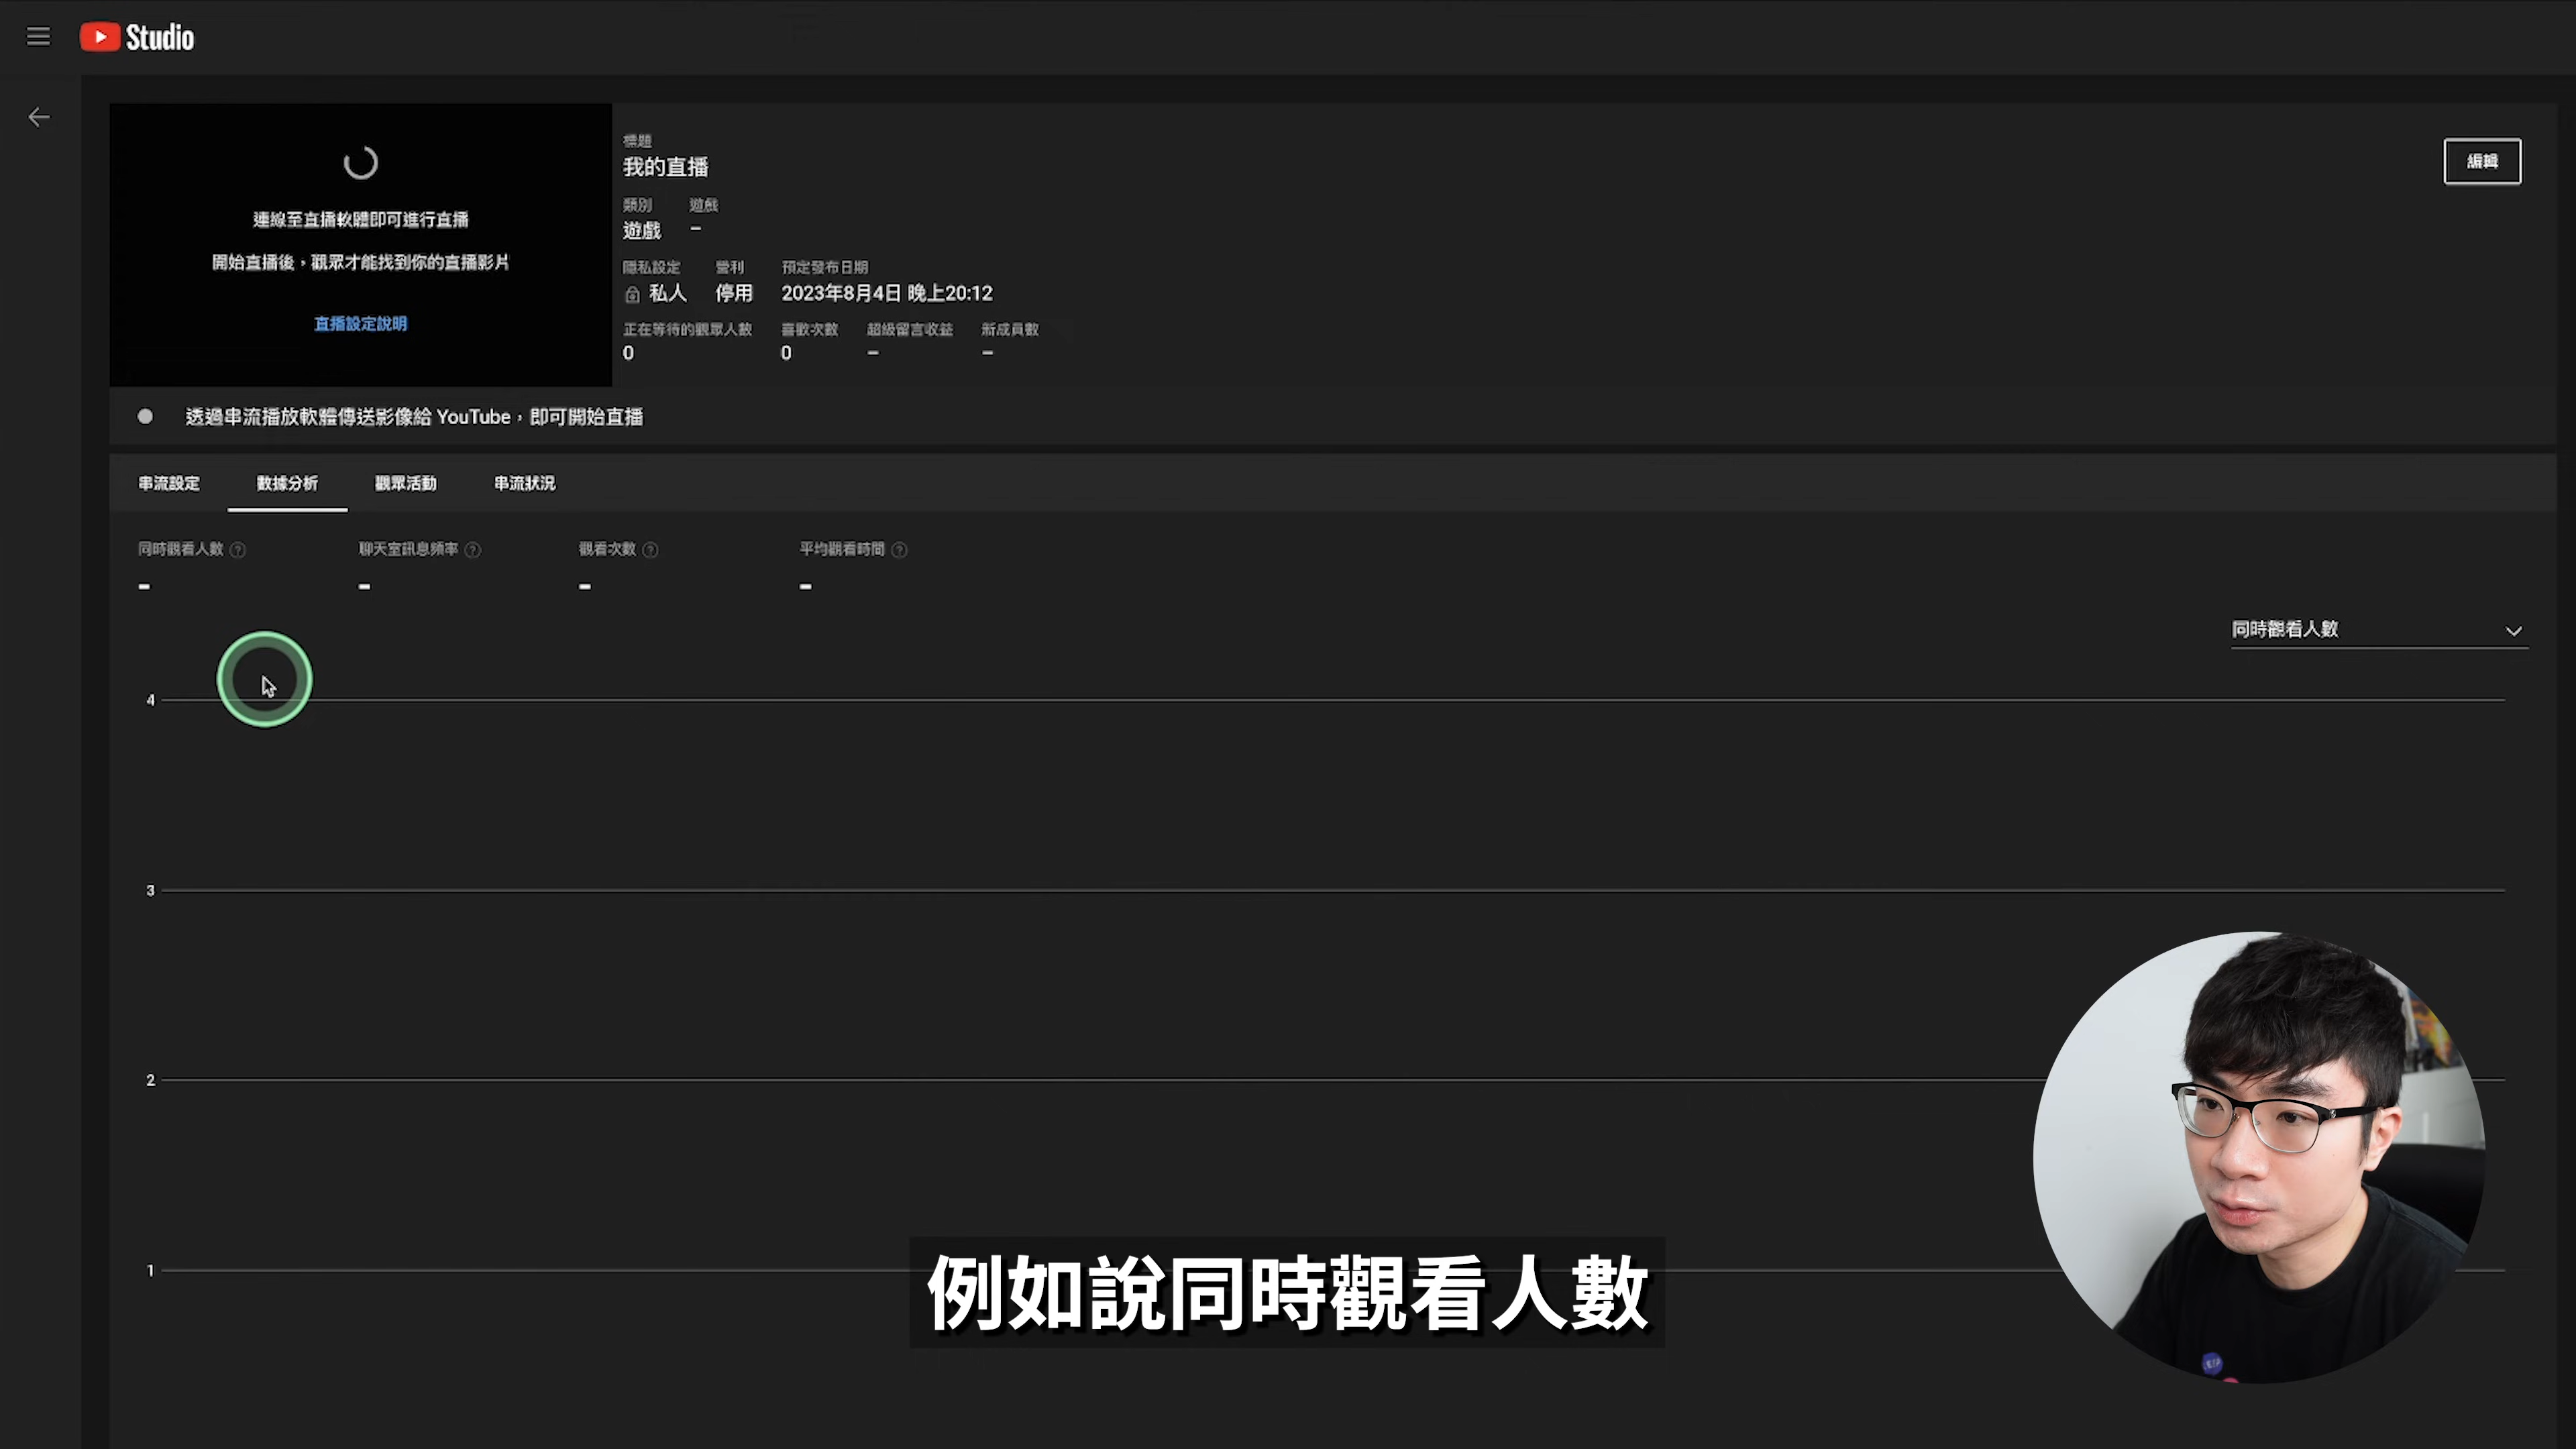 Studio
標題
我的直播
編輯
類別 遊戲
遊戲 –
隱私設定 營利 預定發布日期
私人 停用 2023年8月4日 晚上20:12
正在等待的觀眾人數 喜歡次數 超級留言收益 新成員數
0 0 – –
連線至直播軟體即可進行直播
開始直播後,觀眾才能找到你的直播影片
直播設定說明
透過串流播放軟體傳送影像給 YouTube,即可開始直播
串流設定 數據分析 觀眾活動 串流狀況
同時觀看人數 ? 聊天室訊息頻率 ? 觀看次數 ? 平均觀看時間 ?
– – – –
同時觀看人數
4
3
2
1
例如說同時觀看人數